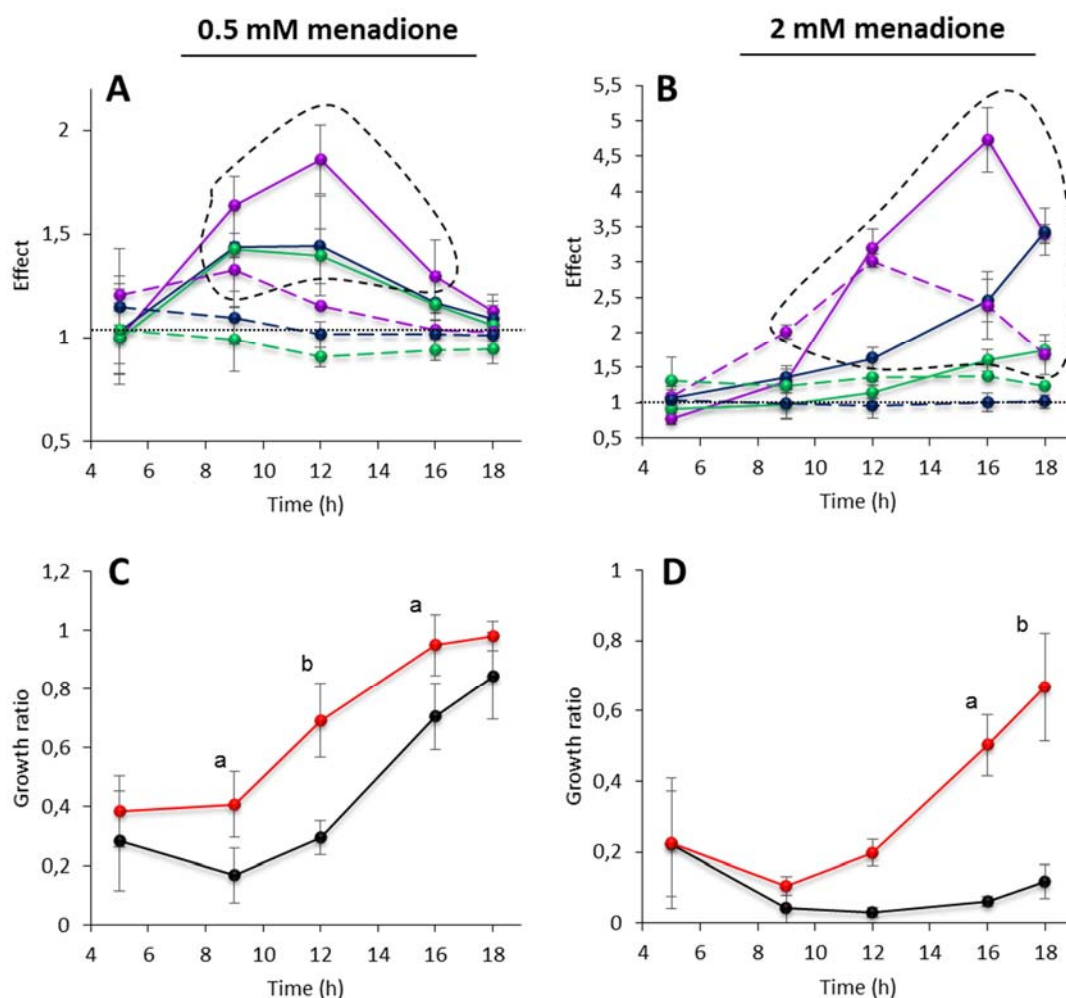 0.5 mM menadione
2 mM menadione
A
2
1,5
1
0,5
Effect
4 6 8 10 12 14 16 18
Time (h)
B
5,5
5
4,5
4
3,5
3
2,5
2
1,5
1
0,5
Effect
4 6 8 10 12 14 16 18
Time (h)
C
1,2
1
0,8
0,6
0,4
0,2
0
Growth ratio
a
b
a
4 6 8 10 12 14 16 18
Time (h)
D
1
0,8
0,6
0,4
0,2
0
Growth ratio
a
b
4 6 8 10 12 14 16 18
Time (h)